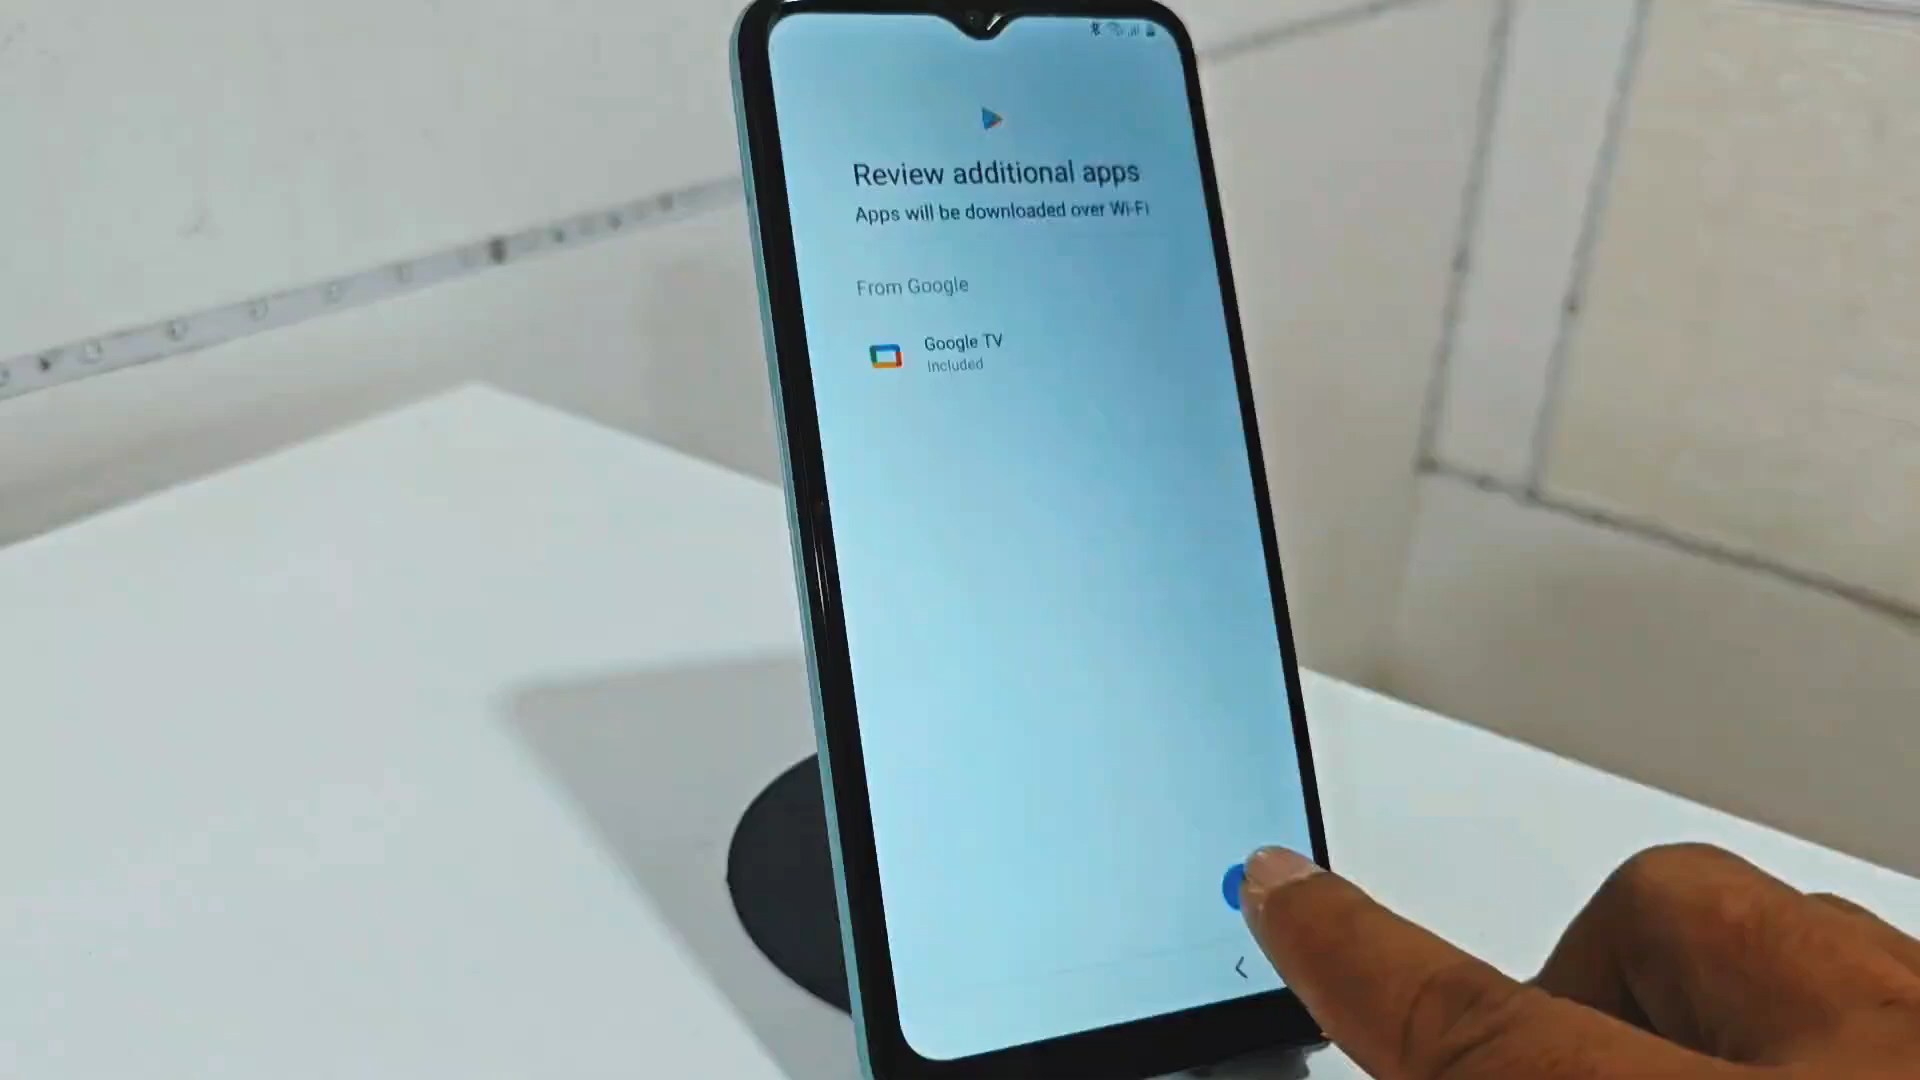 Review additional apps
Apps will be downloaded over Wi-Fi
From Google
Google TV
Included